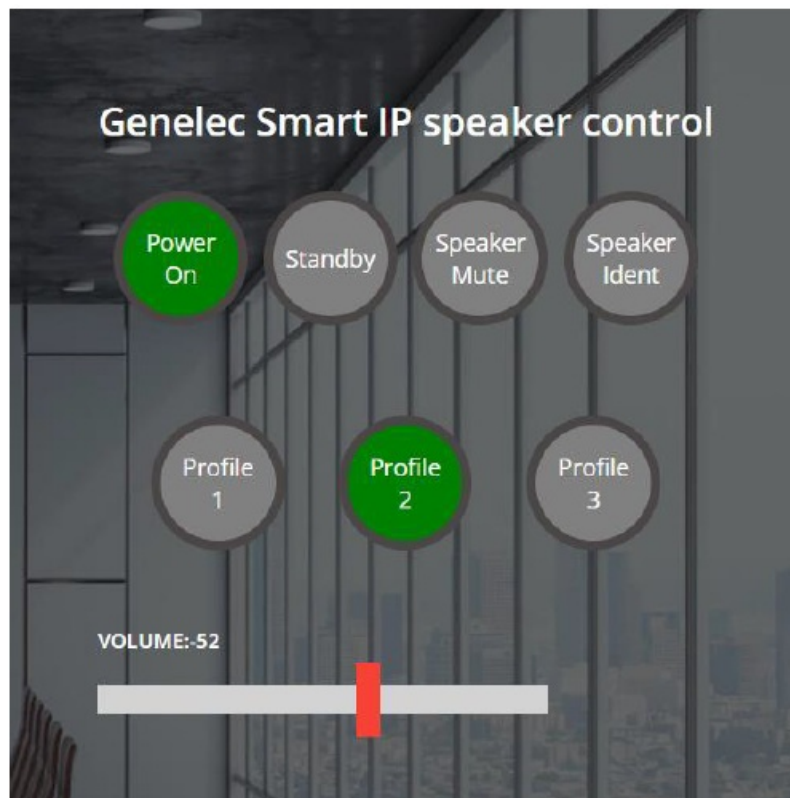 Genelec Smart IP speaker control
Power
On
Standby
Speaker
Mute
Speaker
Ident
Profile
1
Profile
2
Profile
3
VOLUME:-52